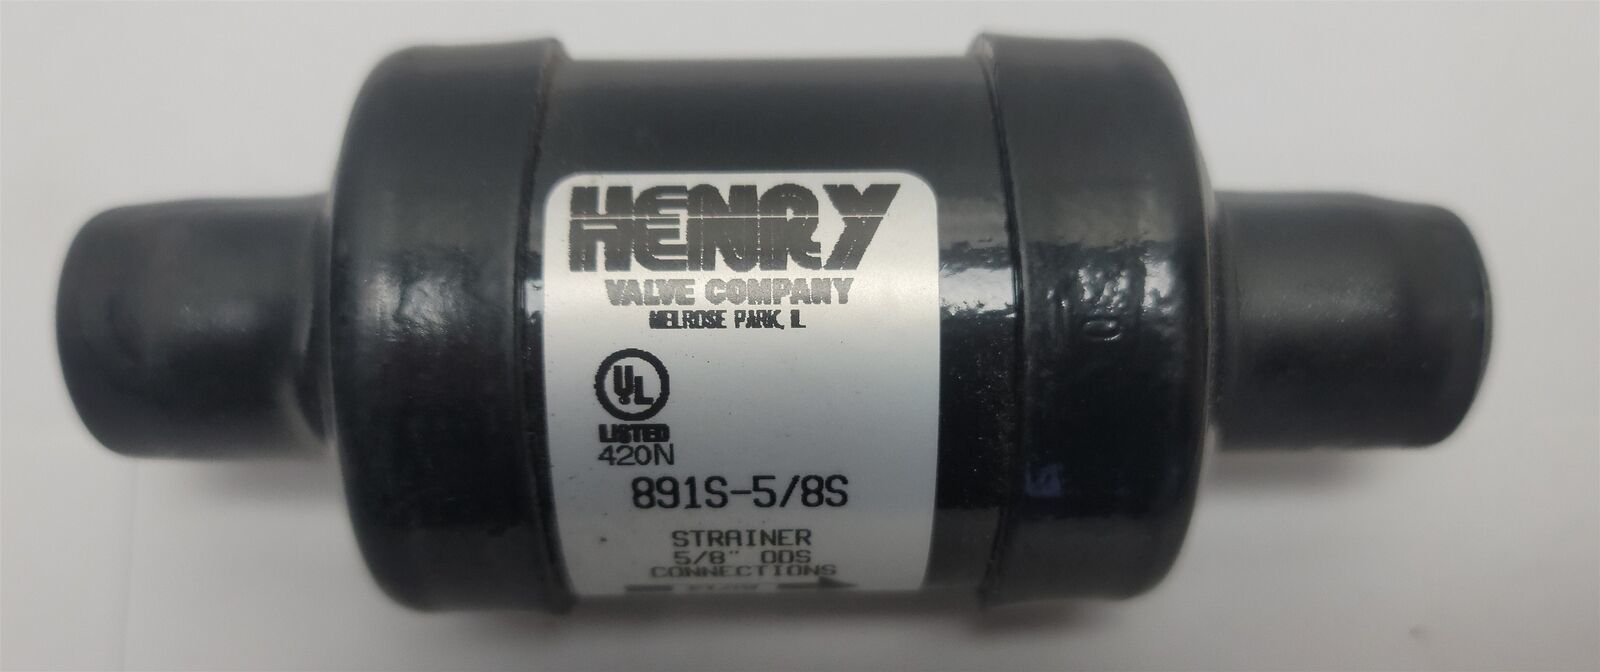 HENRY
VALVE COMPANY
MELROSE PARK, IL
UL
LISTED
420N
891S-5/8S
STRAINER
5/8" ODS
CONNECTIONS